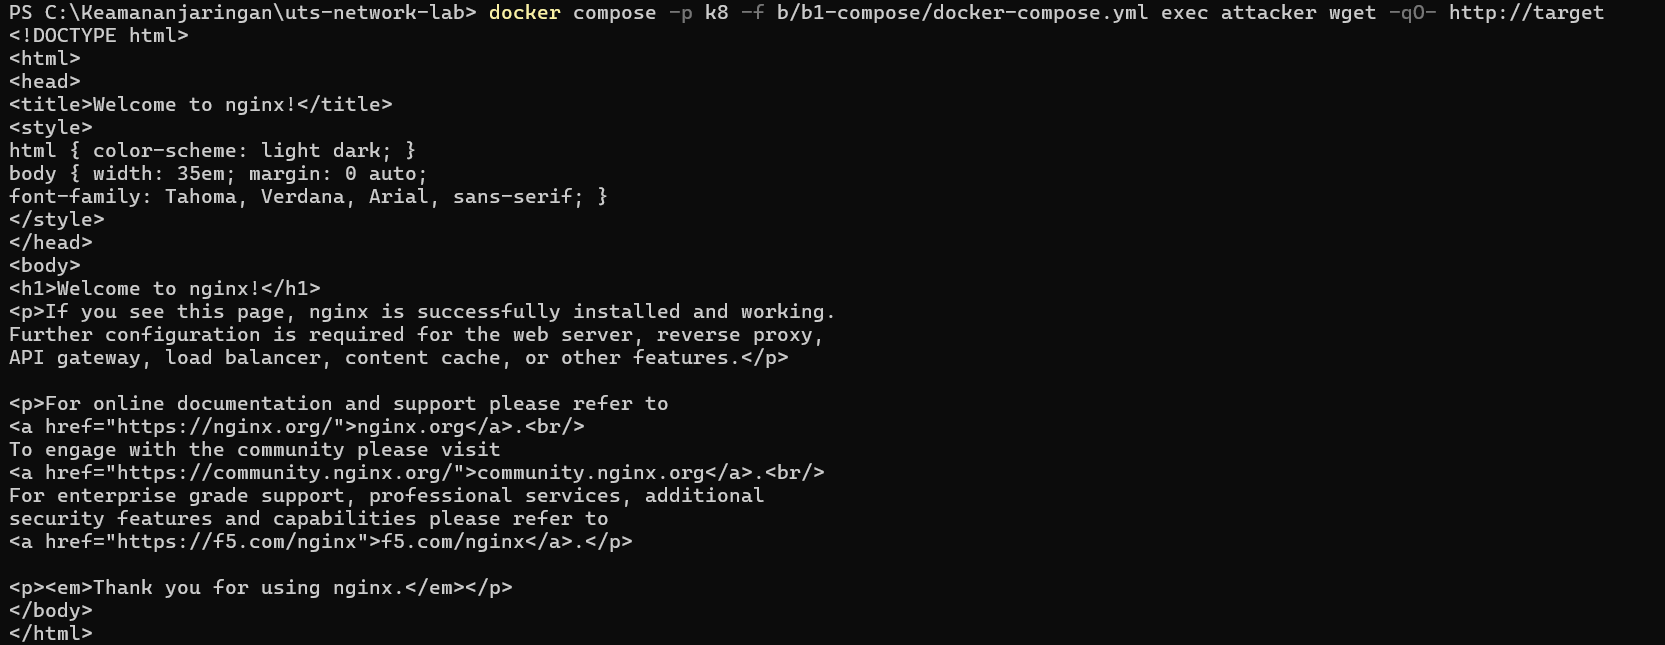 PS C:\Keamananjaringan\uts-network-lab> docker compose -p k8 -f b/b1-compose/docker-compose.yml exec attacker wget -qO- http://target
<!DOCTYPE html>
<html>
<head>
<title>Welcome to nginx!</title>
<style>
html { color-scheme: light dark; }
body { width: 35em; margin: 0 auto;
font-family: Tahoma, Verdana, Arial, sans-serif; }
</style>
</head>
<body>
<h1>Welcome to nginx!</h1>
<p>If you see this page, nginx is successfully installed and working.
Further configuration is required for the web server, reverse proxy,
API gateway, load balancer, content cache, or other features.</p>

<p>For online documentation and support please refer to
<a href="https://nginx.org/">nginx.org</a>.<br/>
To engage with the community please visit
<a href="https://community.nginx.org/">community.nginx.org</a>.<br/>
For enterprise grade support, professional services, additional
security features and capabilities please refer to
<a href="https://f5.com/nginx">f5.com/nginx</a>.</p>

<p><em>Thank you for using nginx.</em></p>
</body>
</html>